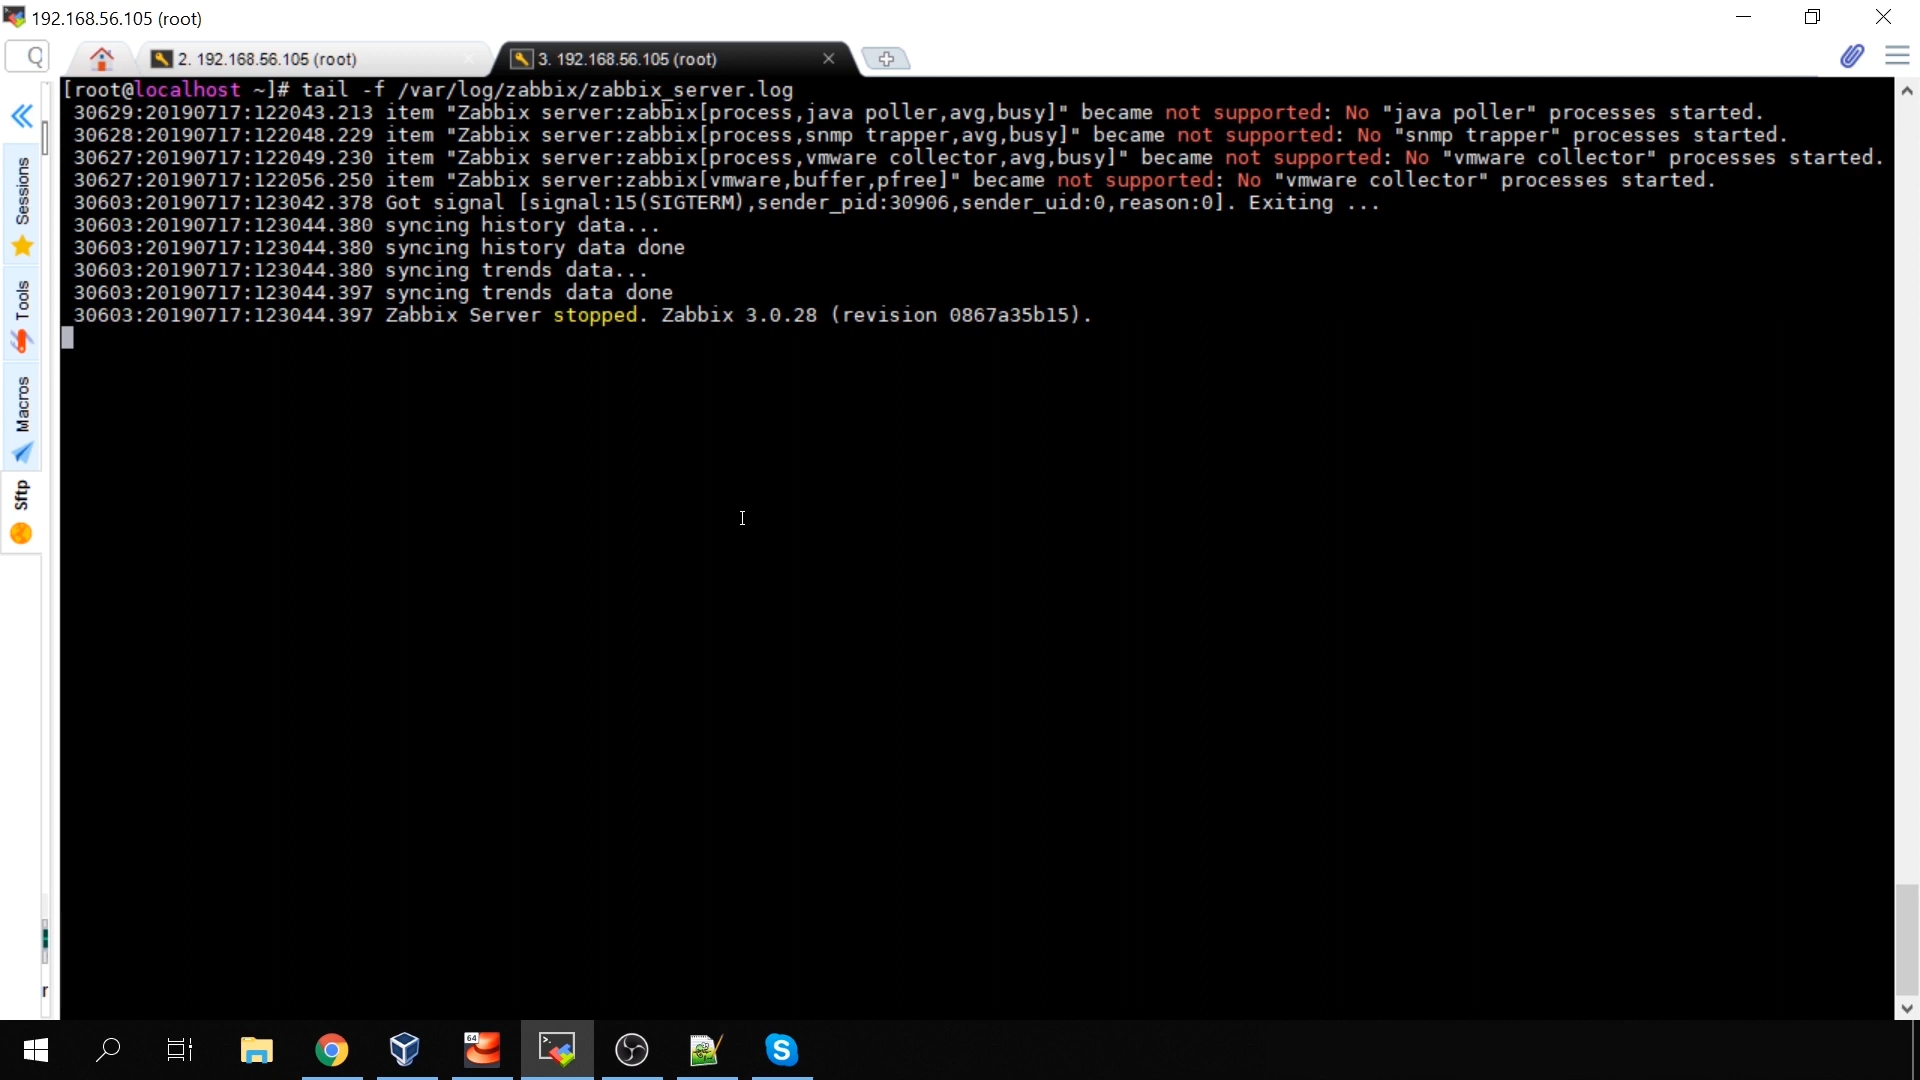 192.168.56.105 (root)
2. 192.168.56.105 (root)
3. 192.168.56.105 (root)
[root@localhost ~]# tail -f /var/log/zabbix/zabbix_server.log
30629:20190717:122043.213 item "Zabbix server:zabbix[process,java poller,avg,busy]" became not supported: No "java poller" processes started.
30628:20190717:122048.229 item "Zabbix server:zabbix[process,snmp trapper,avg,busy]" became not supported: No "snmp trapper" processes started.
30627:20190717:122049.230 item "Zabbix server:zabbix[process,vmware collector,avg,busy]" became not supported: No "vmware collector" processes started.
30627:20190717:122056.250 item "Zabbix server:zabbix[vmware,buffer,pfree]" became not supported: No "vmware collector" processes started.
30603:20190717:123042.378 Got signal [signal:15(SIGTERM),sender_pid:30906,sender_uid:0,reason:0]. Exiting ...
30603:20190717:123044.380 syncing history data...
30603:20190717:123044.380 syncing history data done
30603:20190717:123044.380 syncing trends data...
30603:20190717:123044.397 syncing trends data done
30603:20190717:123044.397 Zabbix Server stopped. Zabbix 3.0.28 (revision 0867a35b15).
Sessions
Tools
Macros
Sftp
r
64
S